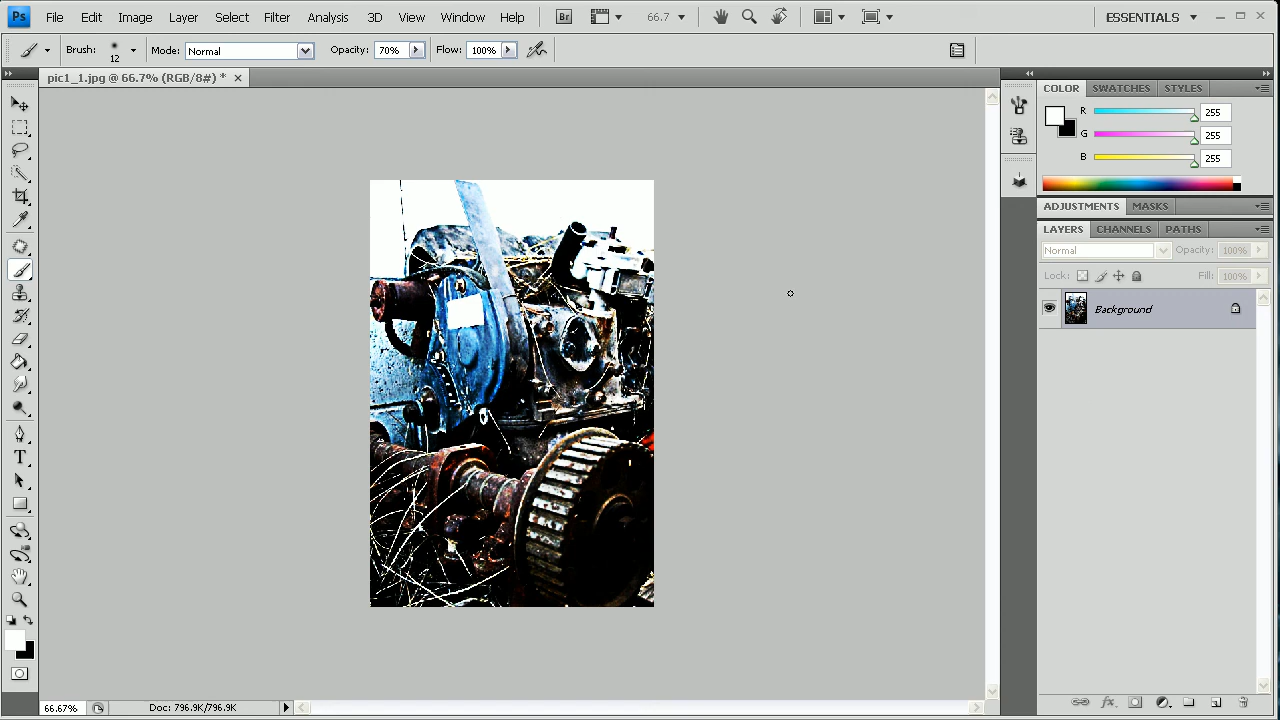 Ps File Edit Image Layer Select Filter Analysis 3D View Window Help Br 66.7 ESSENTIALS
Brush: 12 Mode: Normal Opacity: 70% Flow: 100%
pic1_1.jpg @ 66.7% (RGB/8#) *
COLOR SWATCHES STYLES
R 255
G 255
B 255
ADJUSTMENTS MASKS
LAYERS CHANNELS PATHS
Normal Opacity: 100%
Lock: Fill: 100%
Background
T
fx
66.67% Doc: 796.9K/796.9K